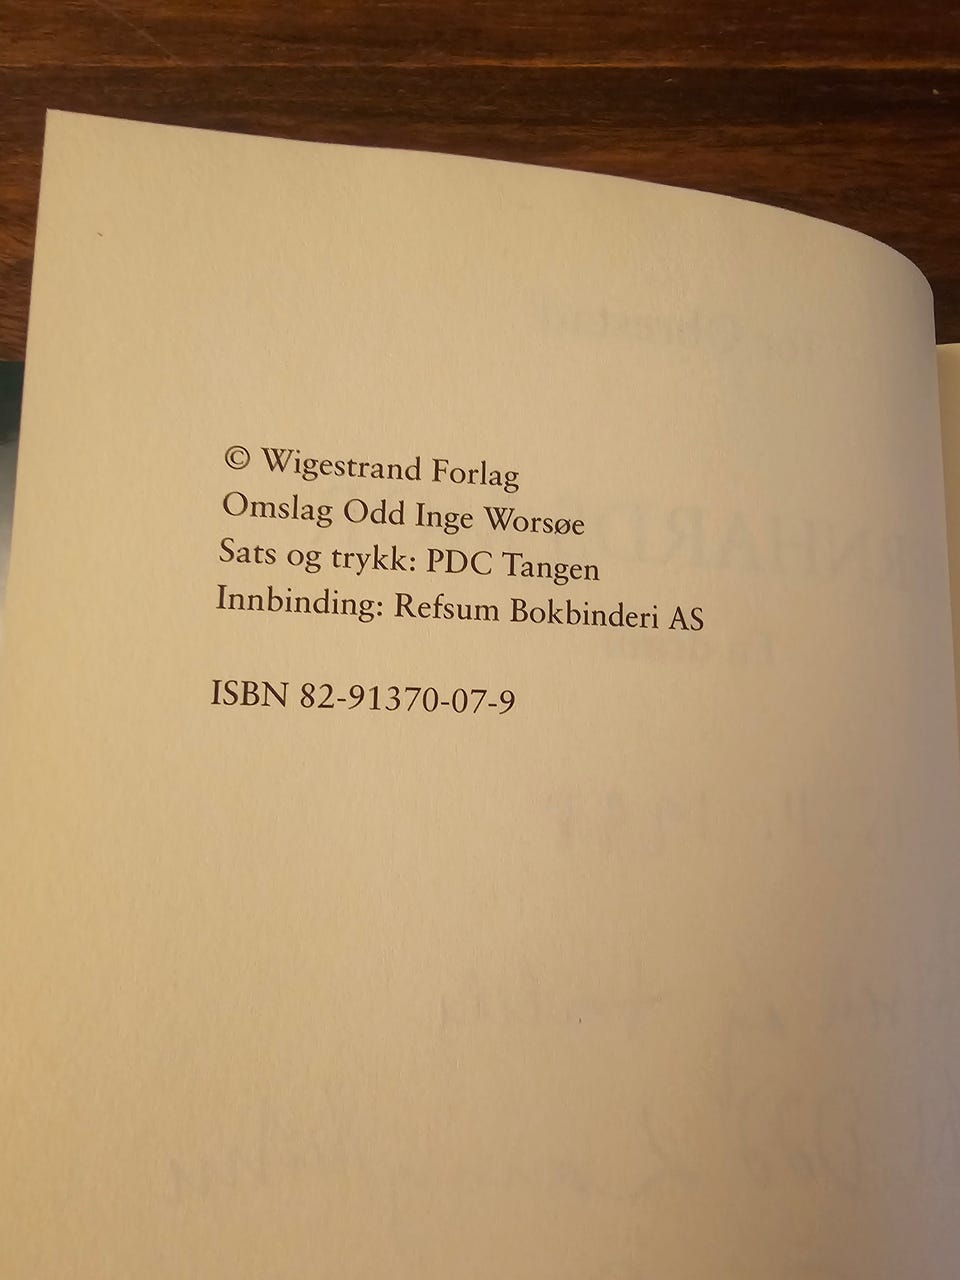 © Wigestrand Forlag
Omslag Odd Inge Worsøe
Sats og trykk: PDC Tangen
Innbinding: Refsum Bokbinderi AS
ISBN 82-91370-07-9